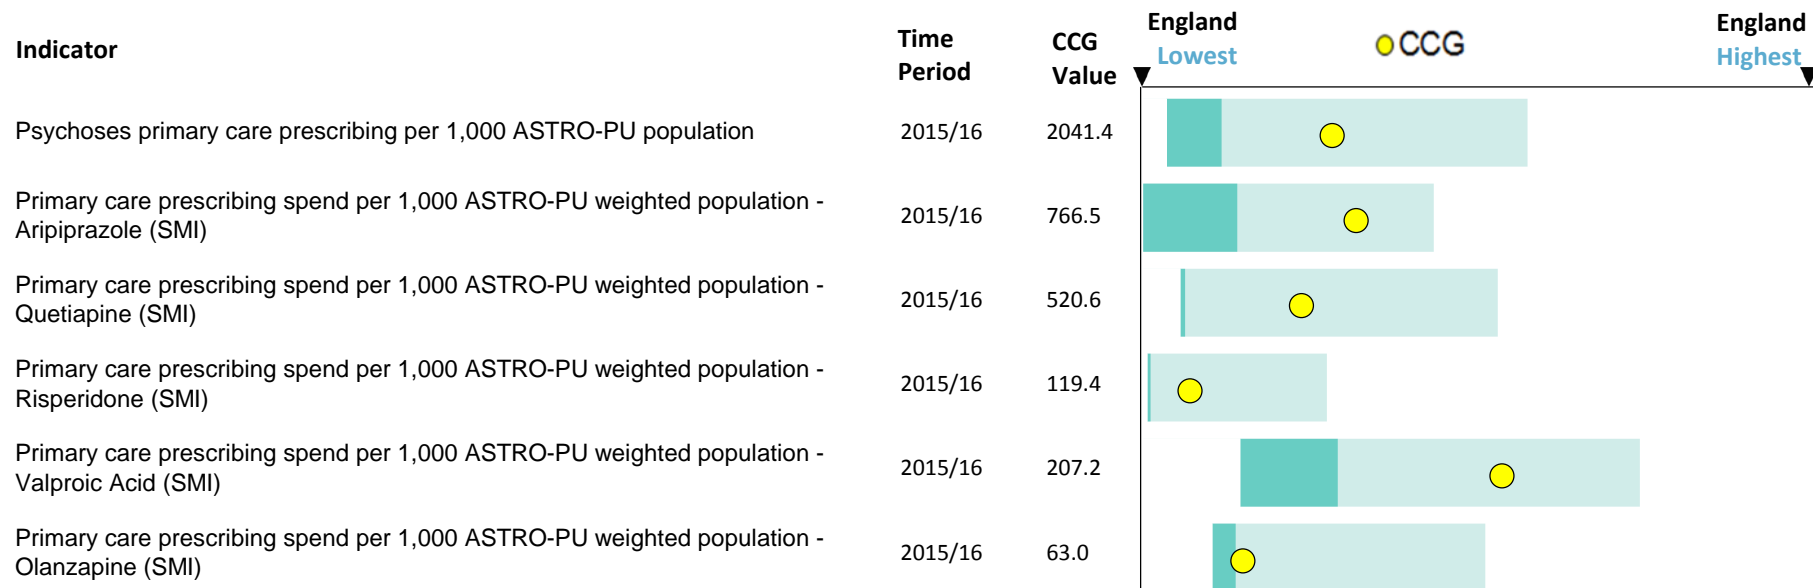 Indicator
Time Period
CCG Value
England Lowest
CCG
England Highest
Psychoses primary care prescribing per 1,000 ASTRO-PU population 2015/16 2041.4
Primary care prescribing spend per 1,000 ASTRO-PU weighted population -
Aripiprazole (SMI) 2015/16 766.5
Primary care prescribing spend per 1,000 ASTRO-PU weighted population -
Quetiapine (SMI) 2015/16 520.6
Primary care prescribing spend per 1,000 ASTRO-PU weighted population -
Risperidone (SMI) 2015/16 119.4
Primary care prescribing spend per 1,000 ASTRO-PU weighted population -
Valproic Acid (SMI) 2015/16 207.2
Primary care prescribing spend per 1,000 ASTRO-PU weighted population -
Olanzapine (SMI) 2015/16 63.0